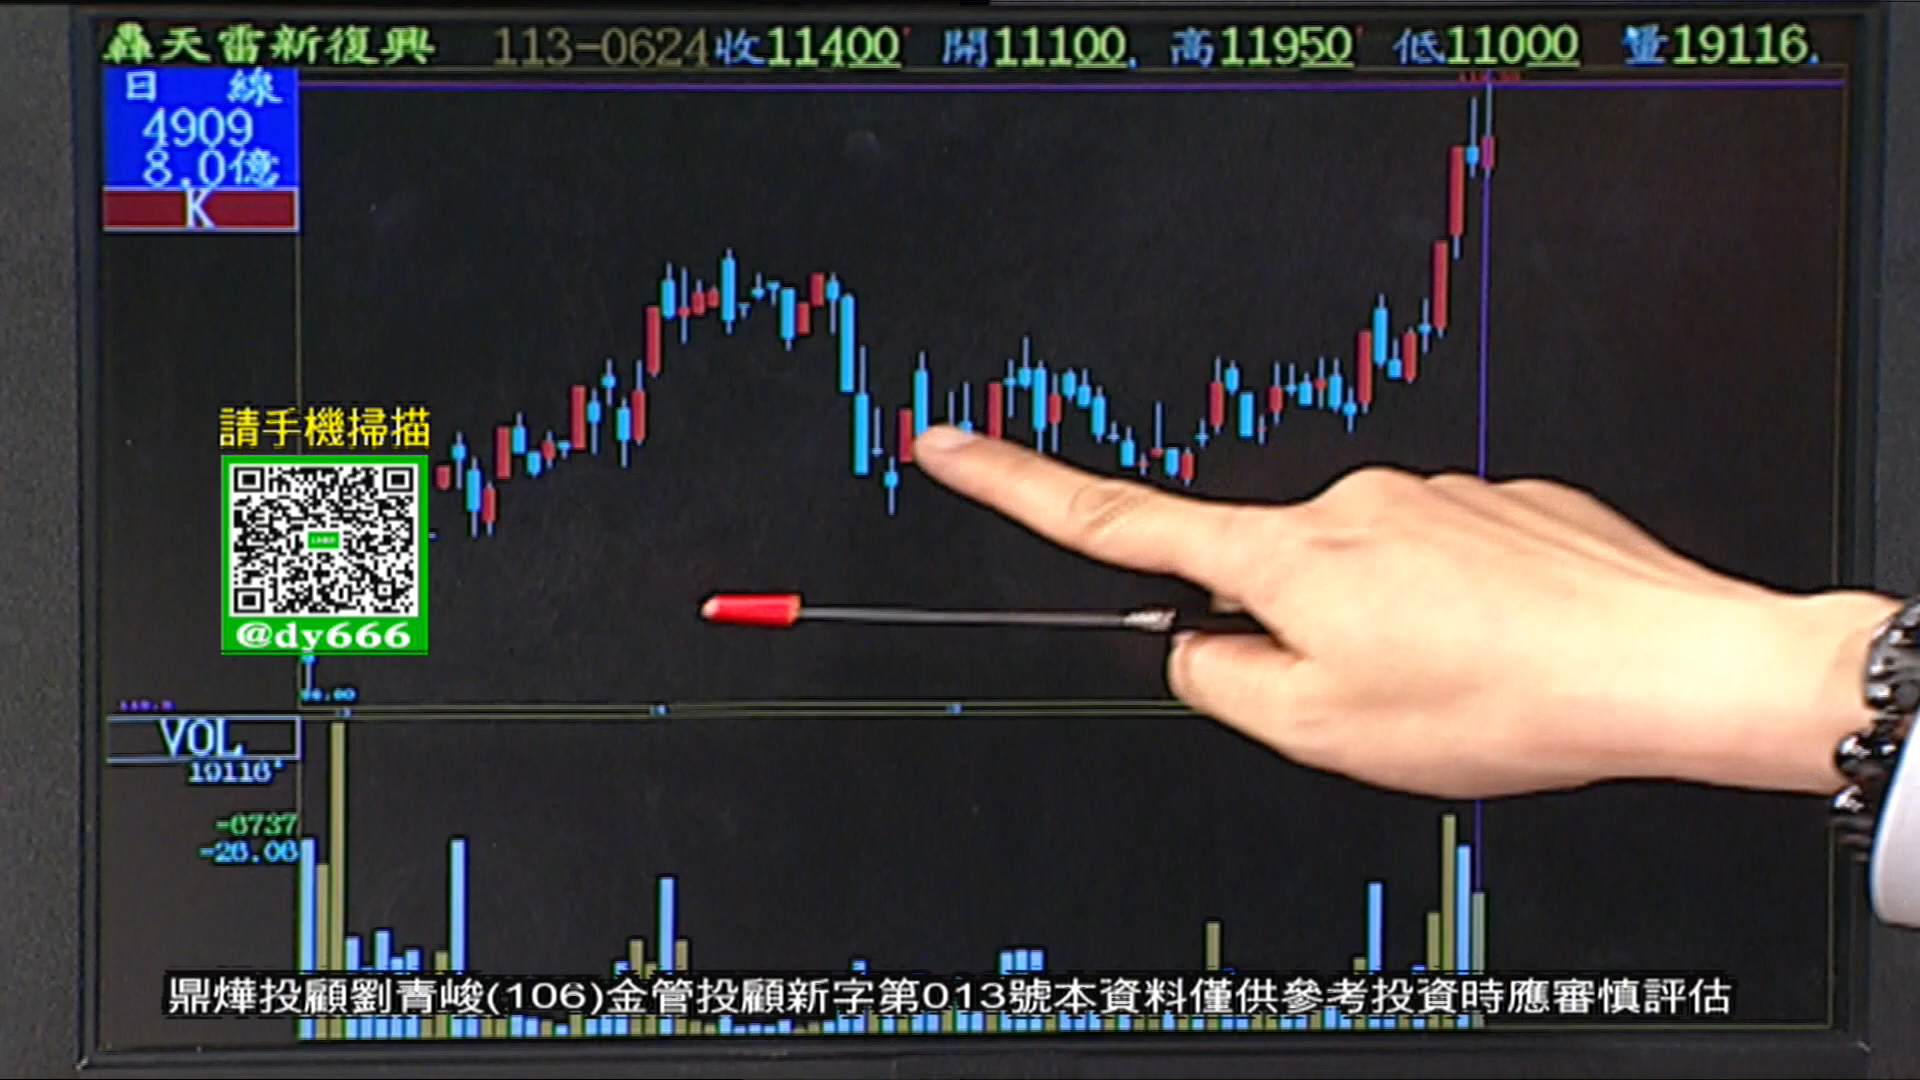 轟天雷新復興 113-0624 收11400 開11100 高11950 低11000 量19116
日線
4909
8.0億
K
請手機掃描
@dy666
VOL
19116
-6737
-26.06
鼎燁投顧劉青峻(106)金管投顧新字第013號本資料僅供參考投資時應審慎評估